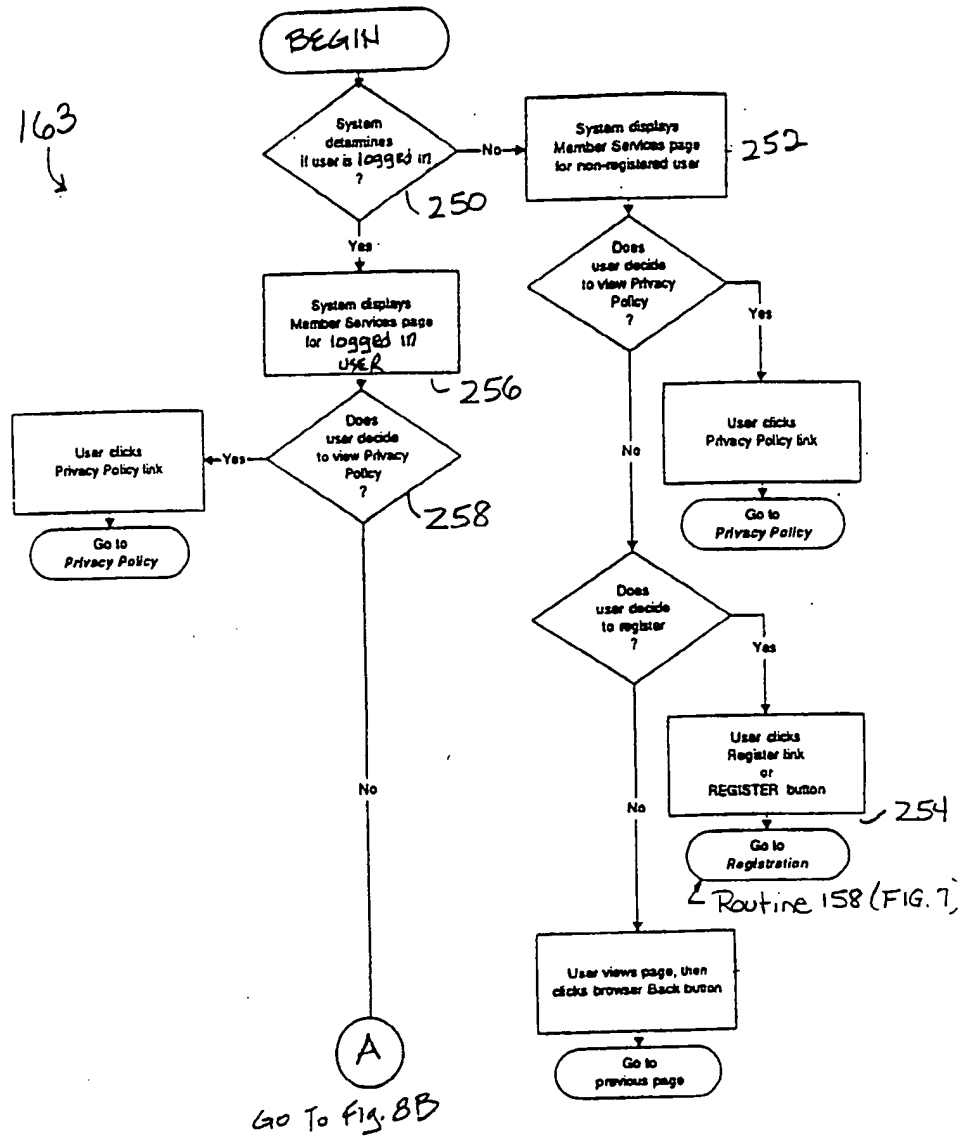 BEGIN
163
System
determines
if user is logged in
?
250
No
System displays
Member Services page
for non-registered user
252
Yes
System displays
Member Services page
for logged in
USER
256
Does
user decide
to view Privacy
Policy
?
Yes
User clicks
Privacy Policy link
Go to
Privacy Policy
No
Does
user decide
to view Privacy
Policy
?
258
Yes
User clicks
Privacy Policy link
Go to
Privacy Policy
Does
user decide
to register
?
Yes
User clicks
Register link
or
REGISTER button
254
Go to
Registration
Routine 158 (FIG. 7)
No
No
User views page, then
clicks browser Back button
Go to
previous page
A
Go To Fig. 8B